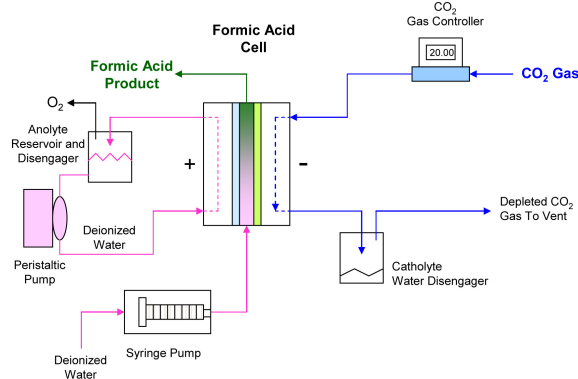 CO2
Gas Controller
20.00
CO2 Gas
Formic Acid
Cell
Formic Acid
Product
O2
Anolyte
Reservoir and
Disengager
+
-
Deionized
Water
Peristaltic
Pump
Depleted CO2
Gas To Vent
Catholyte
Water Disengager
Syringe Pump
Deionized
Water